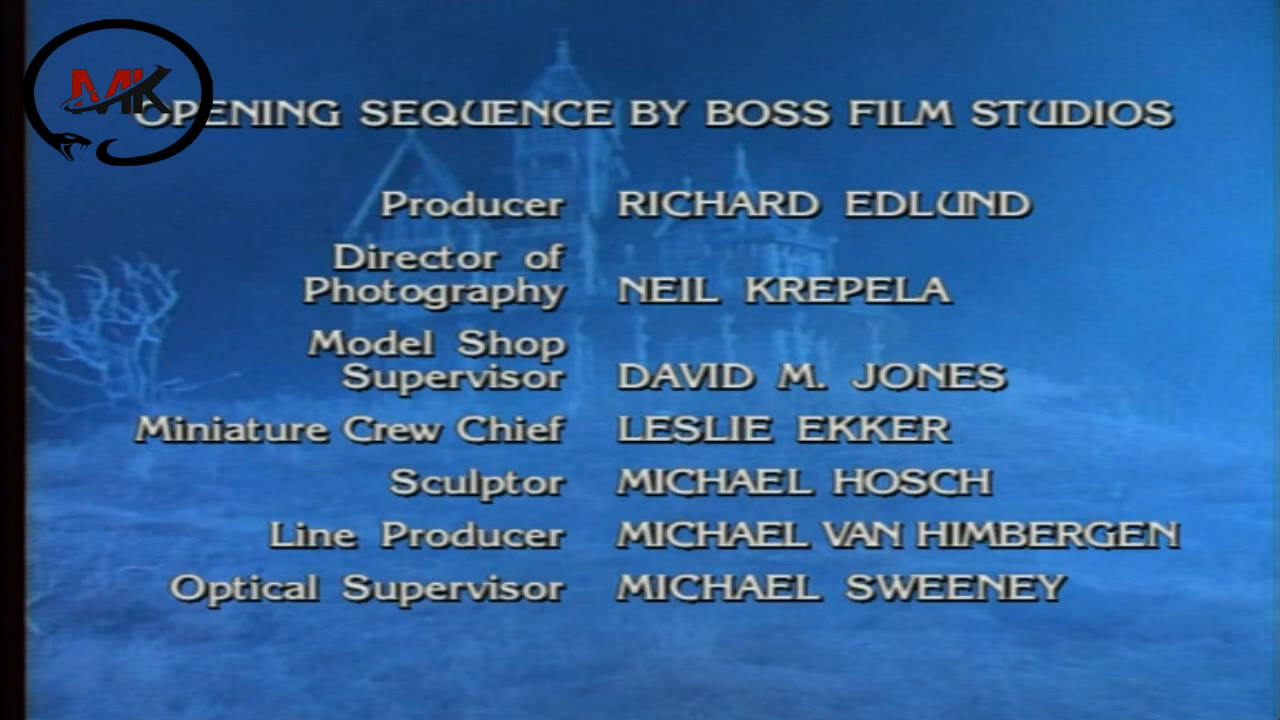 MK
OPENING SEQUENCE BY BOSS FILM STUDIOS
Producer RICHARD EDLUND
Director of
Photography NEIL KREPELA
Model Shop
Supervisor DAVID M. JONES
Miniature Crew Chief LESLIE EKKER
Sculptor MICHAEL HOSCH
Line Producer MICHAEL VAN HIMBERGEN
Optical Supervisor MICHAEL SWEENEY